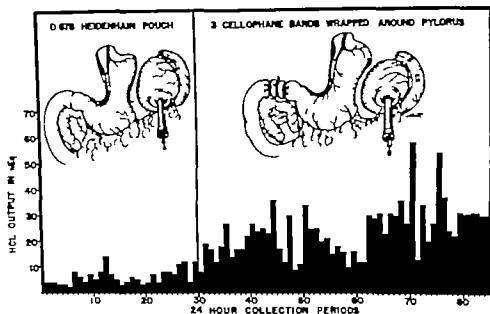 D 678 HEIDENHAIN POUCH
3 CELLOPHANE BANDS WRAPPED AROUND PYLORUS
HCL OUTPUT IN MEq
70
60
50
40
30
20
10
10 20 30 40 50 60 70 80
24 HOUR COLLECTION PERIODS